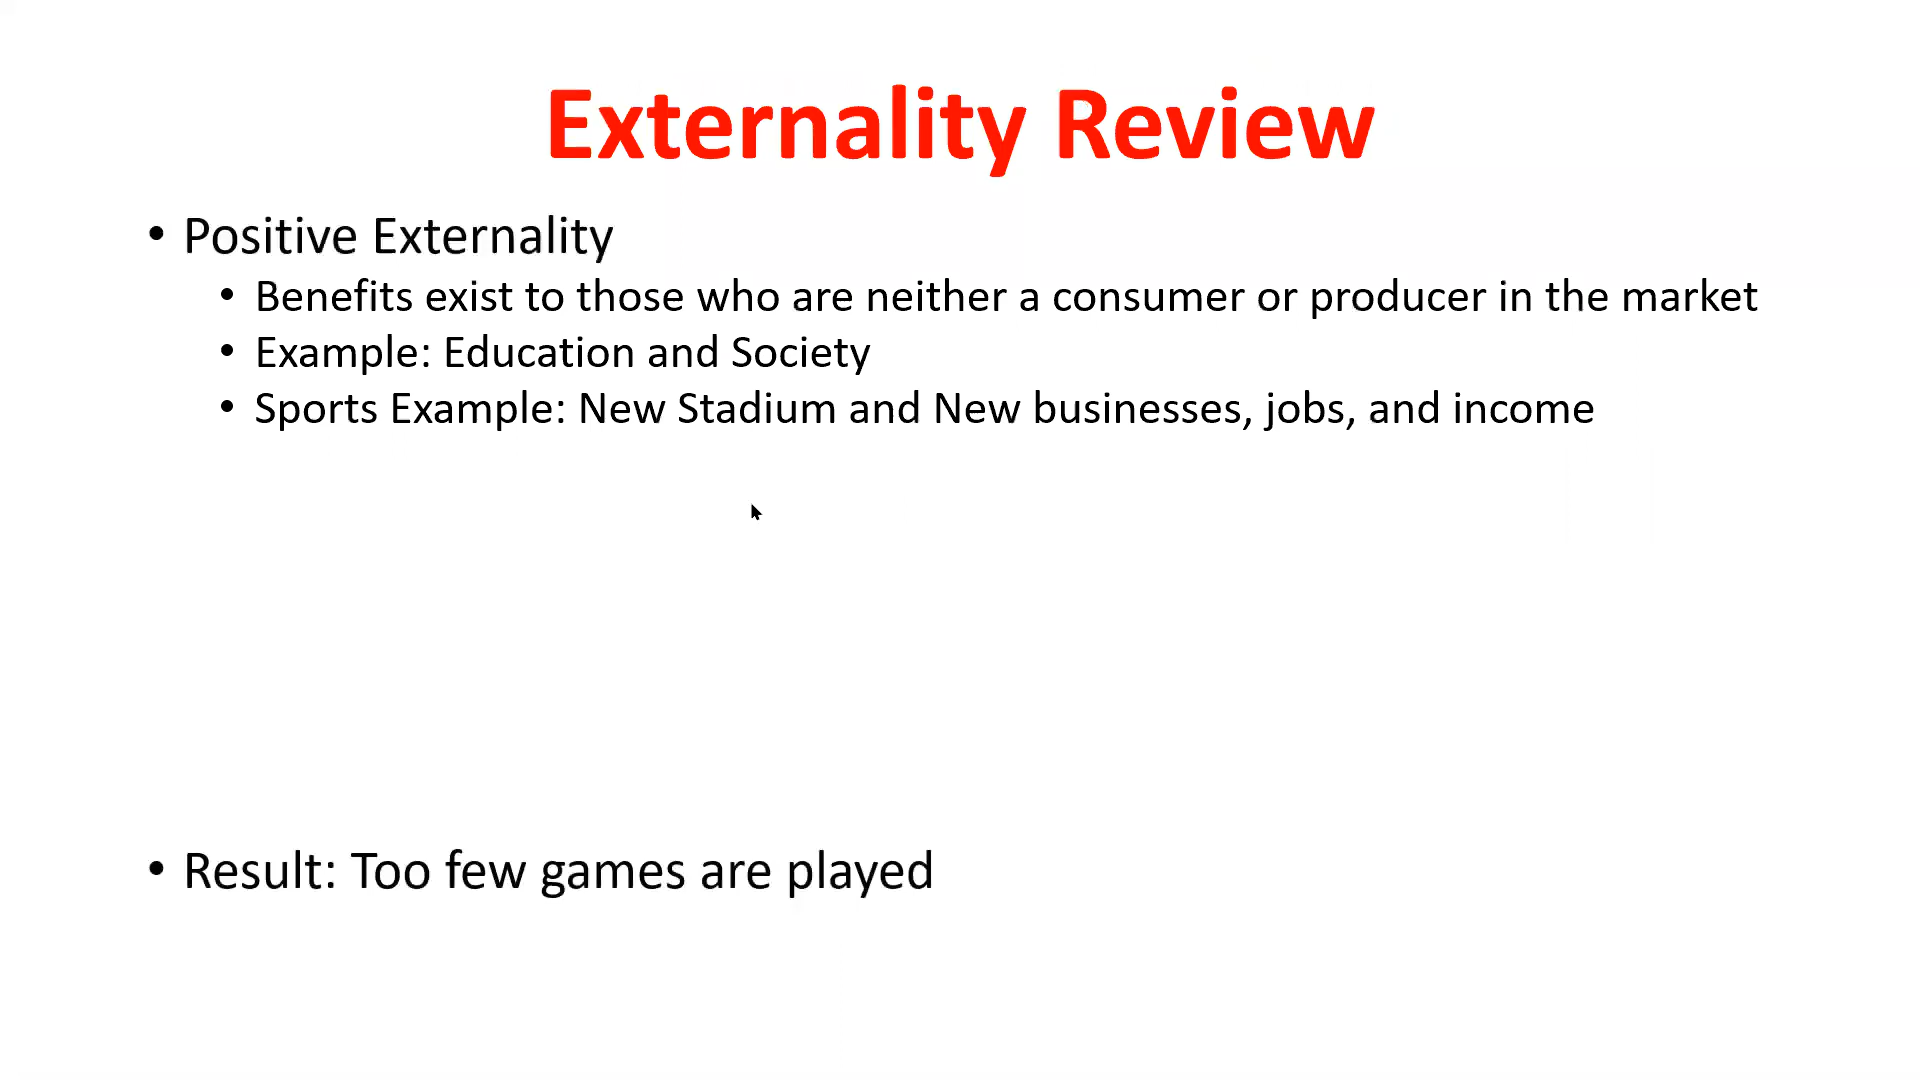 Externality Review
• Positive Externality
• Benefits exist to those who are neither a consumer or producer in the market
• Example: Education and Society
• Sports Example: New Stadium and New businesses, jobs, and income
• Result: Too few games are played